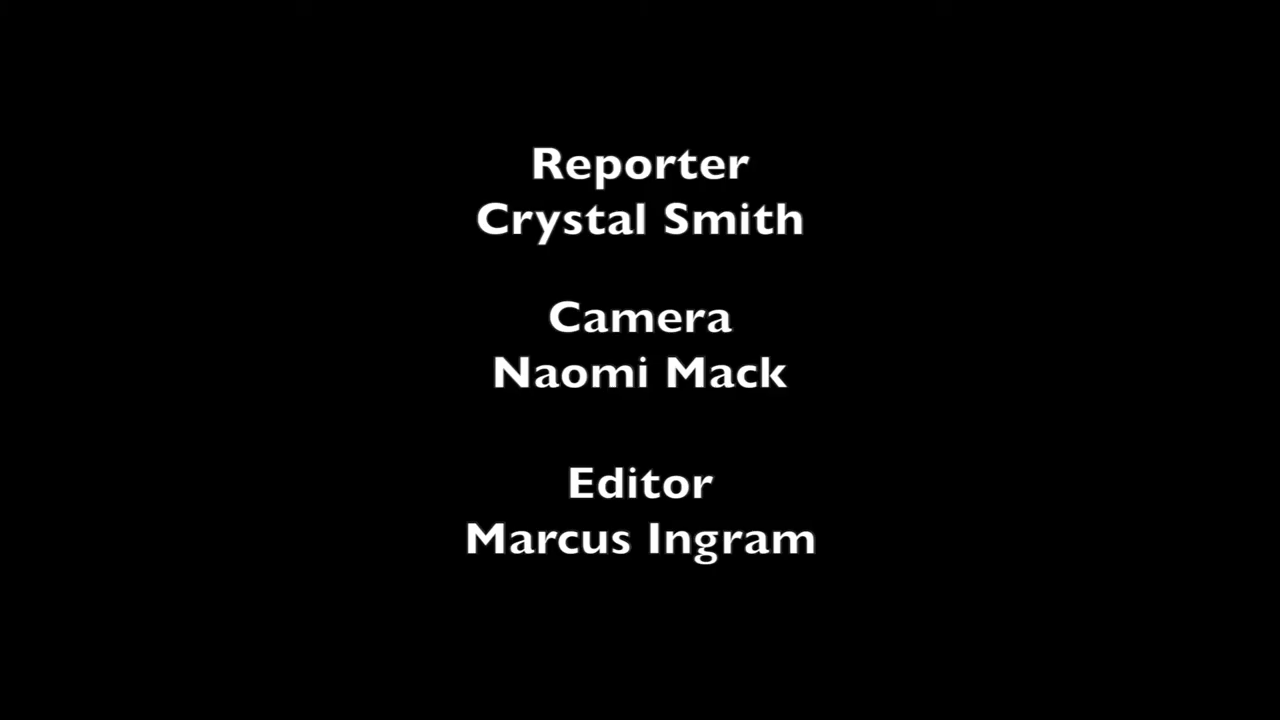 Reporter
Crystal Smith
Camera
Naomi Mack
Editor
Marcus Ingram